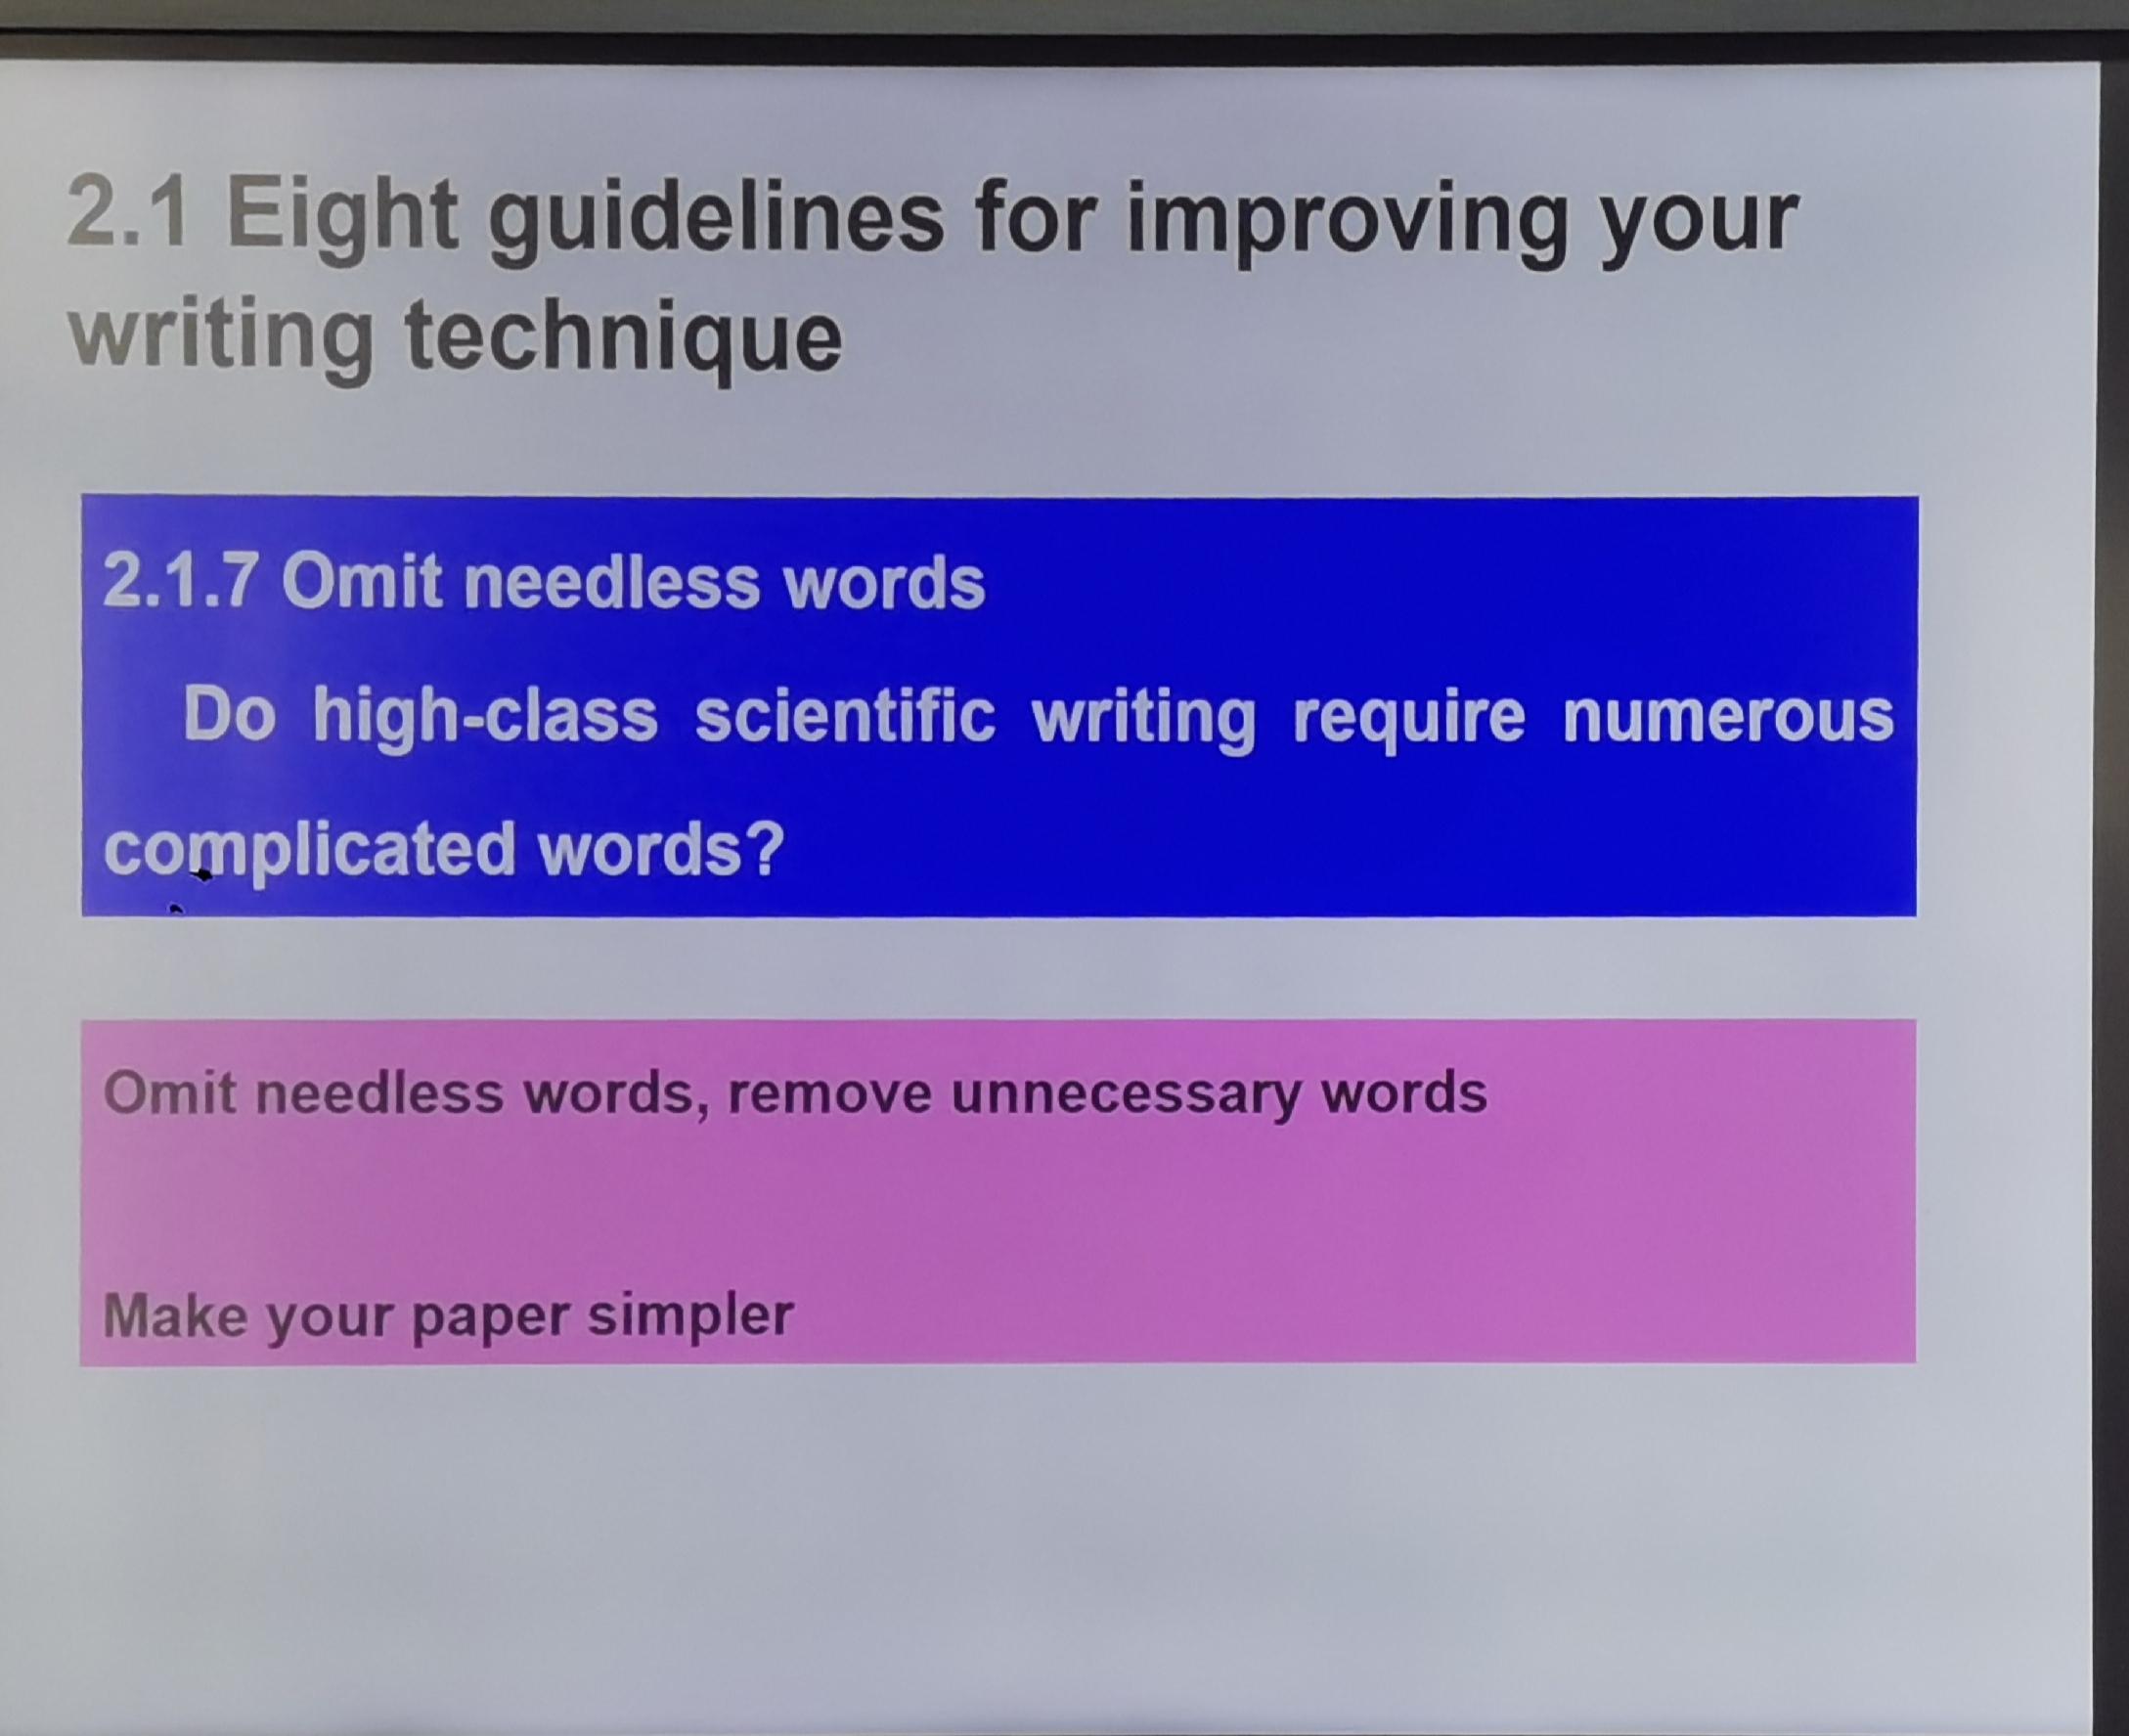 2.1 Eight guidelines for improving your
writing technique
2.1.7 Omit needless words
Do high-class scientific writing require numerous
complicated words?
Omit needless words, remove unnecessary words
Make your paper simpler